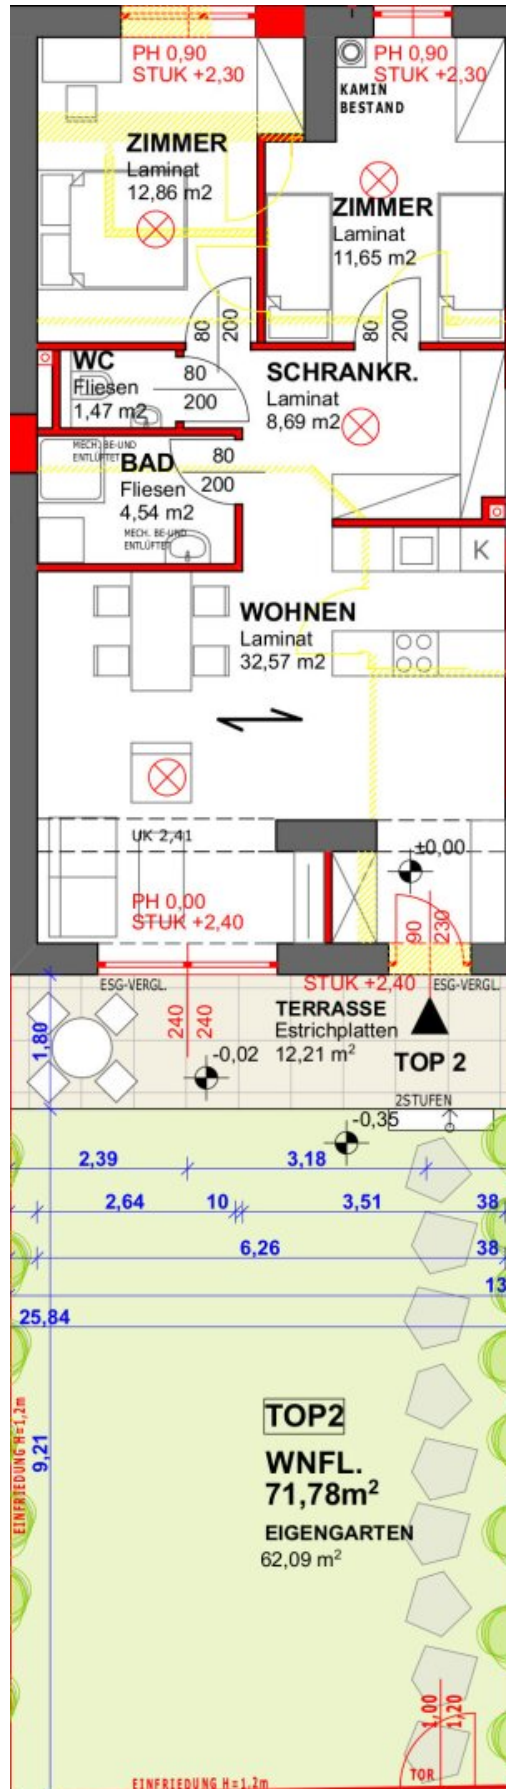 PH 0,90
STUK +2,30
PH 0,90
STUK +2,30
KAMIN
BESTAND
ZIMMER
Laminat
12,86 m2
ZIMMER
Laminat
11,65 m2
80
200
80
200
WC
Fliesen
1,47 m2
80
200
SCHRANKR.
Laminat
8,69 m2
MECH. BE-UND
ENTLÜFTET
BAD
Fliesen
4,54 m2
80
200
MECH. BE-UND
ENTLÜFTET
K
WOHNEN
Laminat
32,57 m2
UK 2,41
±0,00
PH 0,00
STUK +2,40
90
230
ESG-VERGL.
STUK +2,40
ESG-VERGL.
240
240
TERRASSE
Estrichplatten
12,21 m²
1,80
-0,02
TOP 2
2STUFEN
-0,35
2,39
3,18
2,64
10
3,51
38
6,26
38
13
25,84
EINFRIEDUNG H=1,2m
9,21
TOP2
WNFL.
71,78m²
EIGENGARTEN
62,09 m²
1,00
1,20
TOR
EINFRIEDUNG H=1,2m